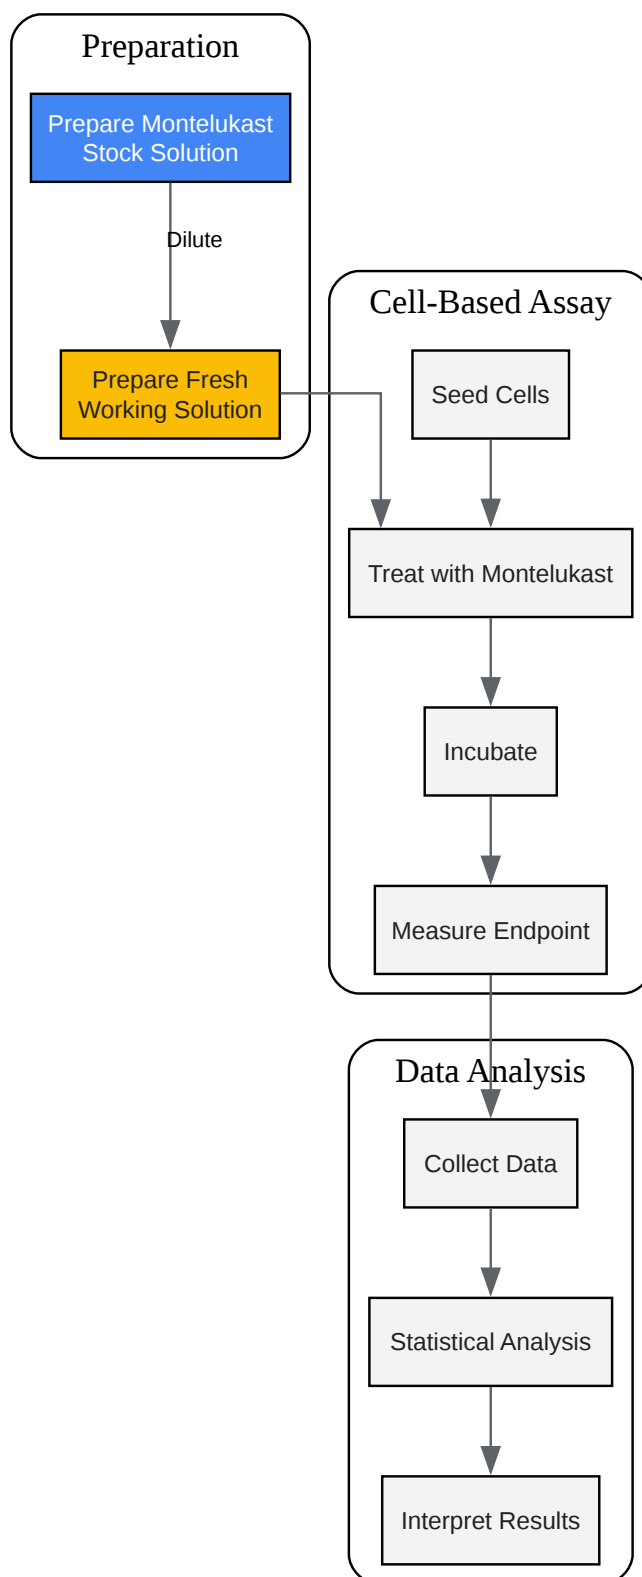 Preparation
Prepare Montelukast
Stock Solution
Dilute
Prepare Fresh
Working Solution
Cell-Based Assay
Seed Cells
Treat with Montelukast
Incubate
Measure Endpoint
Data Analysis
Collect Data
Statistical Analysis
Interpret Results